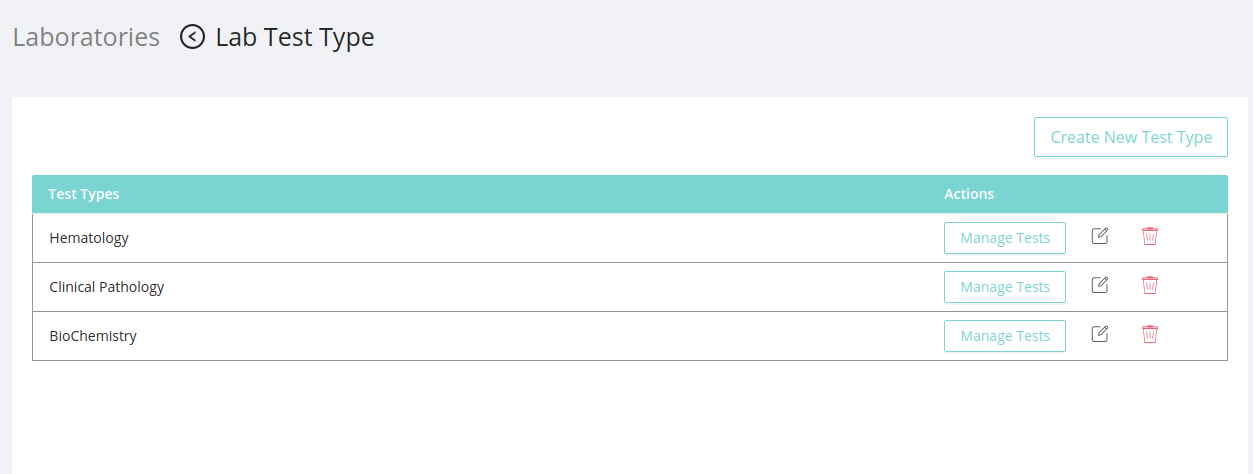 Laboratories Lab Test Type
Create New Test Type
Test Types Actions
Hematology Manage Tests
Clinical Pathology Manage Tests
BioChemistry Manage Tests